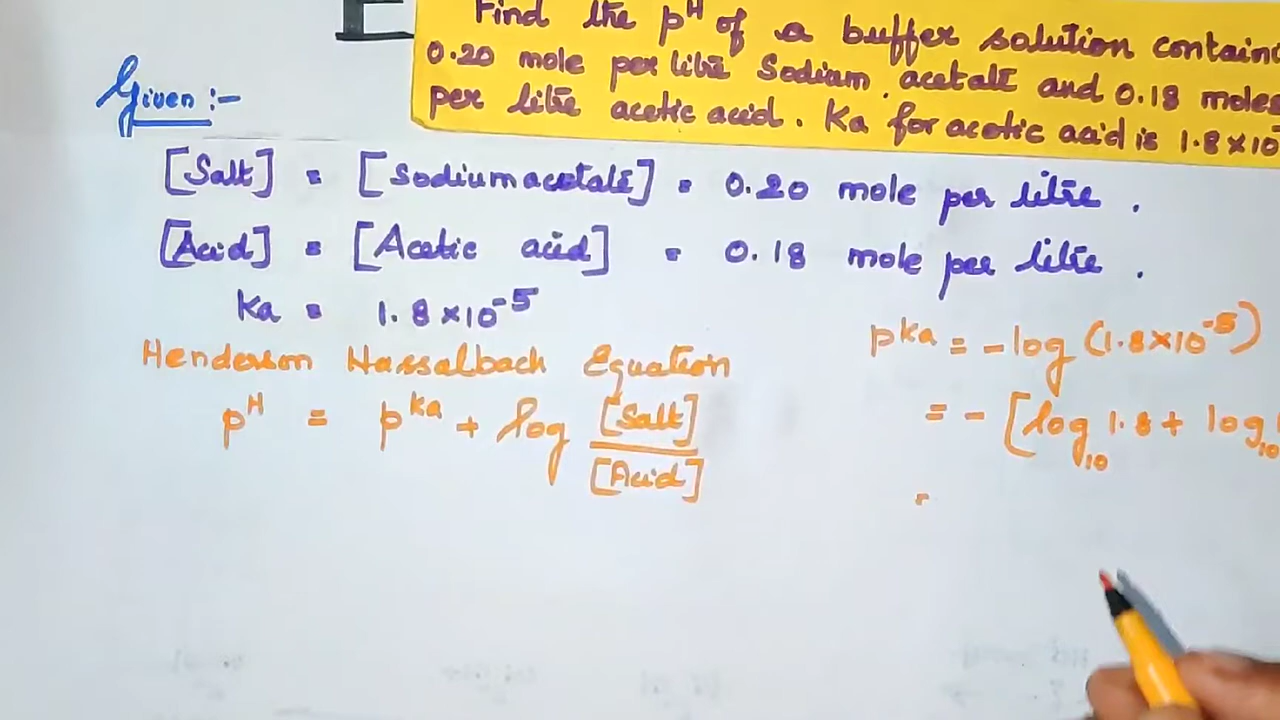 Find the pH of a buffer solution
0.20 mole per litre Sodium acetate and 0.18 moles
per litre acetic acid. Ka for acetic acid is 1.8×10
Given :-
[Salt] = [Sodium acetate] = 0.20 mole per litre.
[Acid] = [Acetic acid] = 0.18 mole per litre.
Ka = 1.8×10⁻⁵
Henderson Hassalbach Equation
pH = pka + log [Salt]
[Acid]
pka = -log (1.8×10⁻⁵)
= - [log₁₀ 1.8 + log₁₀
=